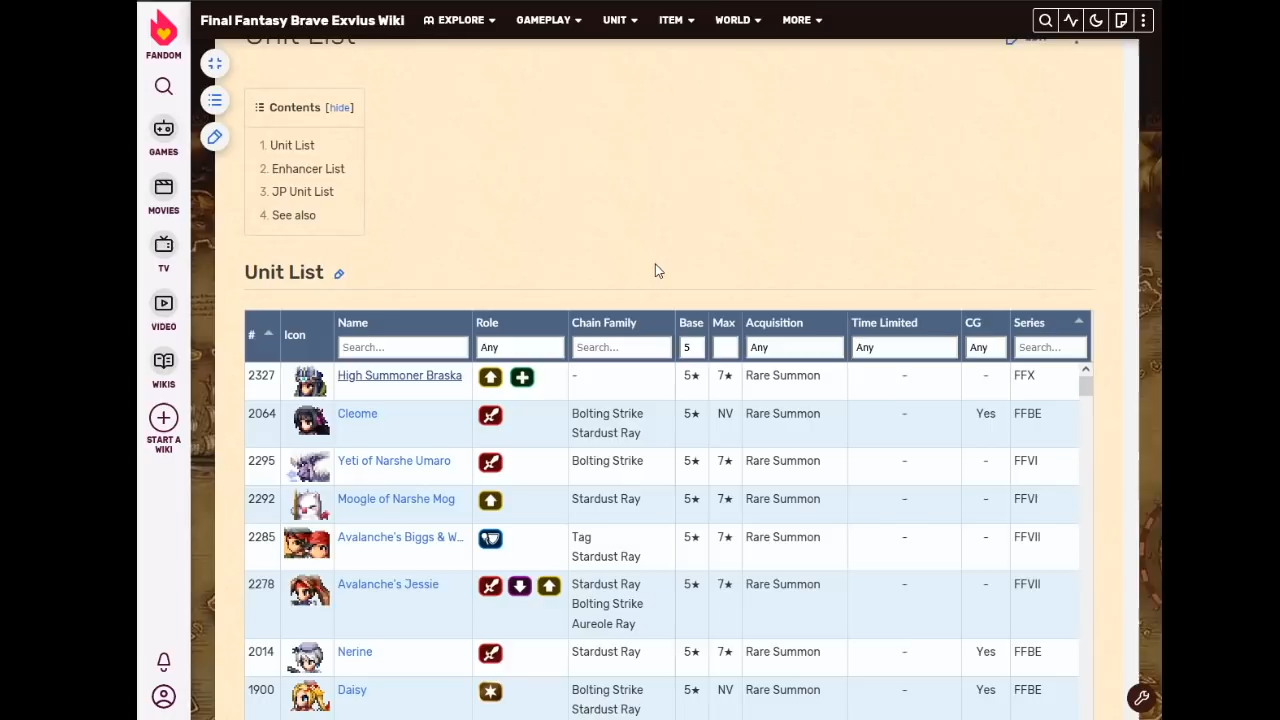 Final Fantasy Brave Exvius Wiki
EXPLORE GAMEPLAY UNIT ITEM WORLD MORE
FANDOM
GAMES
MOVIES
TV
VIDEO
WIKIS
START A
WIKI
Unit List
Contents [hide]
1. Unit List
2. Enhancer List
3. JP Unit List
4. See also
Unit List
# Icon Name Role Chain Family Base Max Acquisition Time Limited CG Series
Search... Any Search... 5 Any Any Any Search...
2327 High Summoner Braska - 5★ 7★ Rare Summon - - FFX
2064 Cleome Bolting Strike 5★ NV Rare Summon - Yes FFBE
Stardust Ray
2295 Yeti of Narshe Umaro Bolting Strike 5★ 7★ Rare Summon - - FFVI
2292 Moogle of Narshe Mog Stardust Ray 5★ 7★ Rare Summon - - FFVI
2285 Avalanche's Biggs & W... Tag 5★ 7★ Rare Summon - - FFVII
Stardust Ray
2278 Avalanche's Jessie Stardust Ray 5★ 7★ Rare Summon - - FFVII
Bolting Strike
Aureole Ray
2014 Nerine Stardust Ray 5★ 7★ Rare Summon - Yes FFBE
1900 Daisy Bolting Strike 5★ NV Rare Summon - Yes FFBE
Stardust Ray